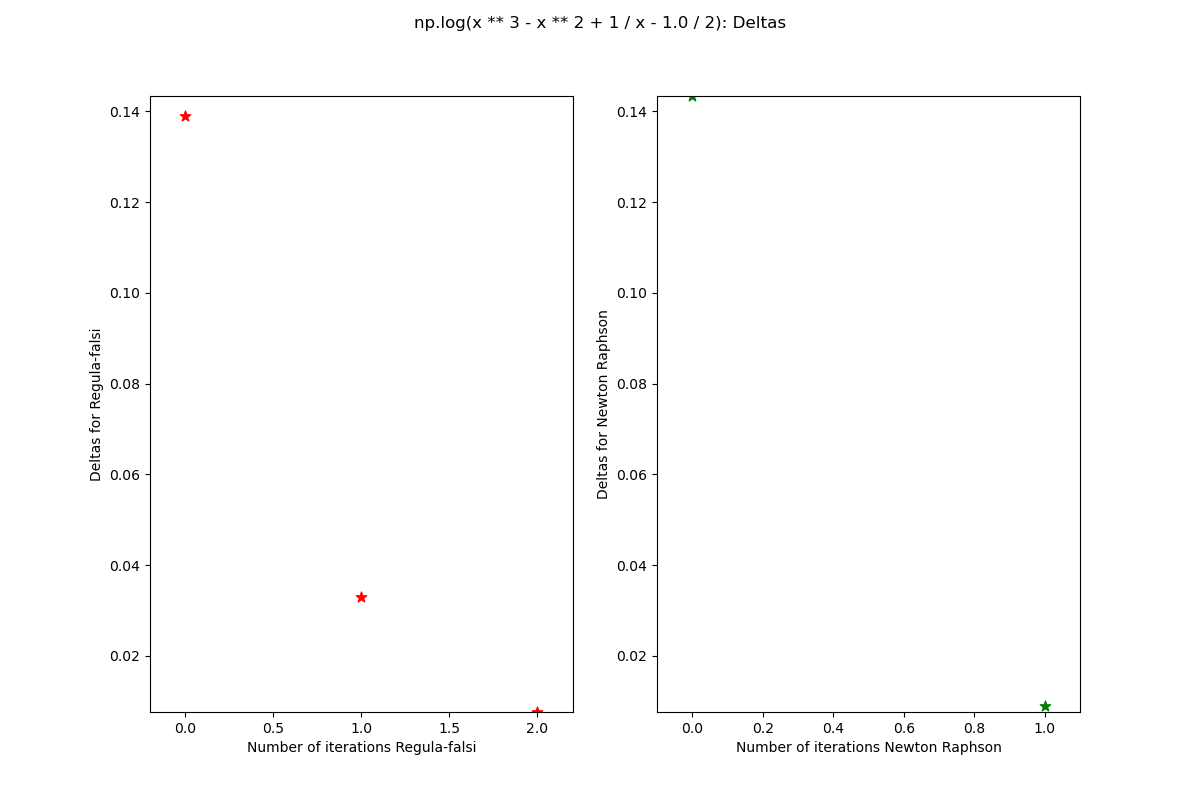 np.log(x ** 3 - x ** 2 + 1 / x - 1.0 / 2): Deltas
0.14
0.12
0.10
0.08
0.06
0.04
0.02
Deltas for Regula-falsi
0.0 0.5 1.0 1.5 2.0
Number of iterations Regula-falsi
0.14
0.12
0.10
0.08
0.06
0.04
0.02
Deltas for Newton Raphson
0.0 0.2 0.4 0.6 0.8 1.0
Number of iterations Newton Raphson